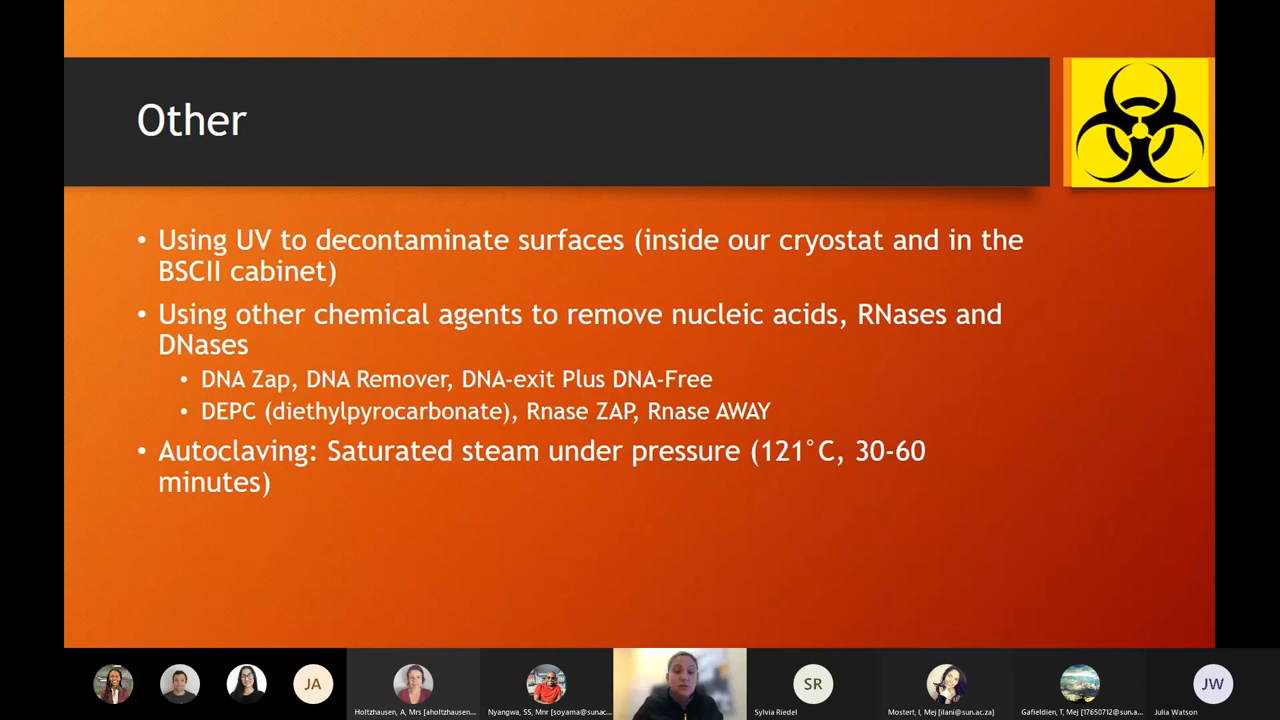 Other
• Using UV to decontaminate surfaces (inside our cryostat and in the
BSCII cabinet)
• Using other chemical agents to remove nucleic acids, RNases and
DNases
• DNA Zap, DNA Remover, DNA-exit Plus DNA-Free
• DEPC (diethylpyrocarbonate), Rnase ZAP, Rnase AWAY
• Autoclaving: Saturated steam under pressure (121°C, 30-60
minutes)
JA
SR
JW
Holtzhausen, A, Mrs [aholtzhausen...
Nyangwa, SS, Mnr [soyama@sunac...
Sylvia Riedel
Mostert, I, Mej [ilani@sun.ac.za]
Gafieldien, T, Mej [17650712@sun.a...
Julia Watson